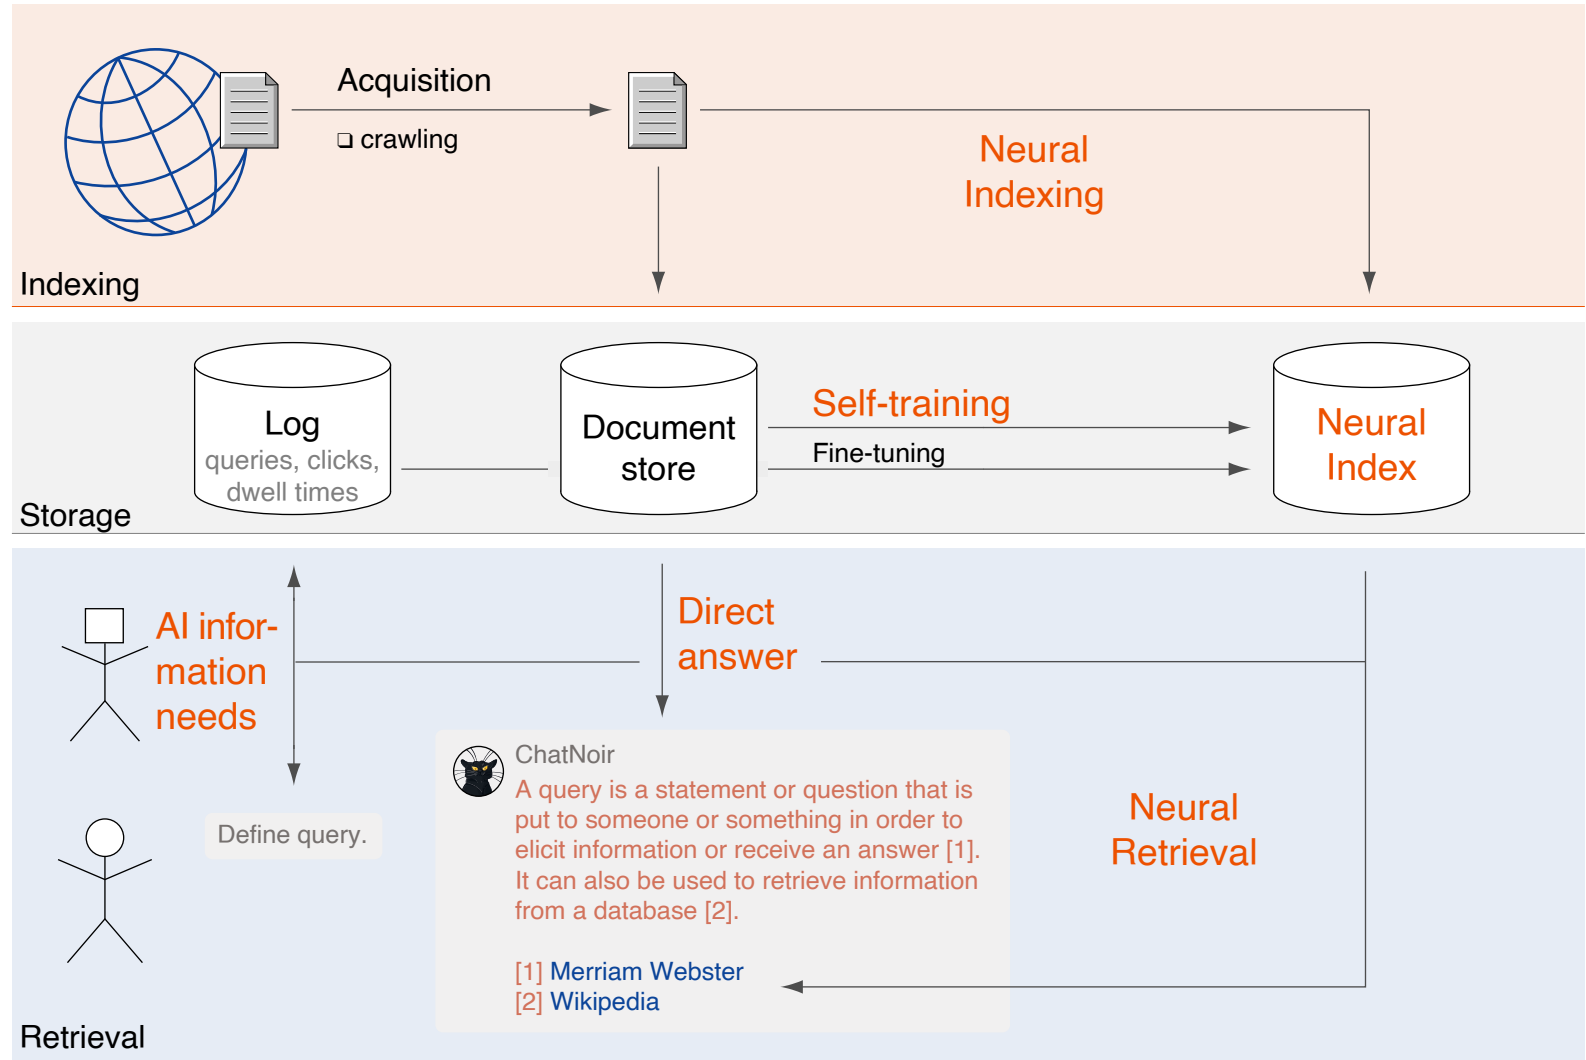 Acquisition
❏ crawling
Neural
Indexing
Indexing
Log
queries, clicks,
dwell times
Document
store
Self-training
Fine-tuning
Neural
Index
Storage
AI infor-
mation
needs
Direct
answer
Define query.
ChatNoir
A query is a statement or question that is
put to someone or something in order to
elicit information or receive an answer [1].
It can also be used to retrieve information
from a database [2].
[1] Merriam Webster
[2] Wikipedia
Neural
Retrieval
Retrieval